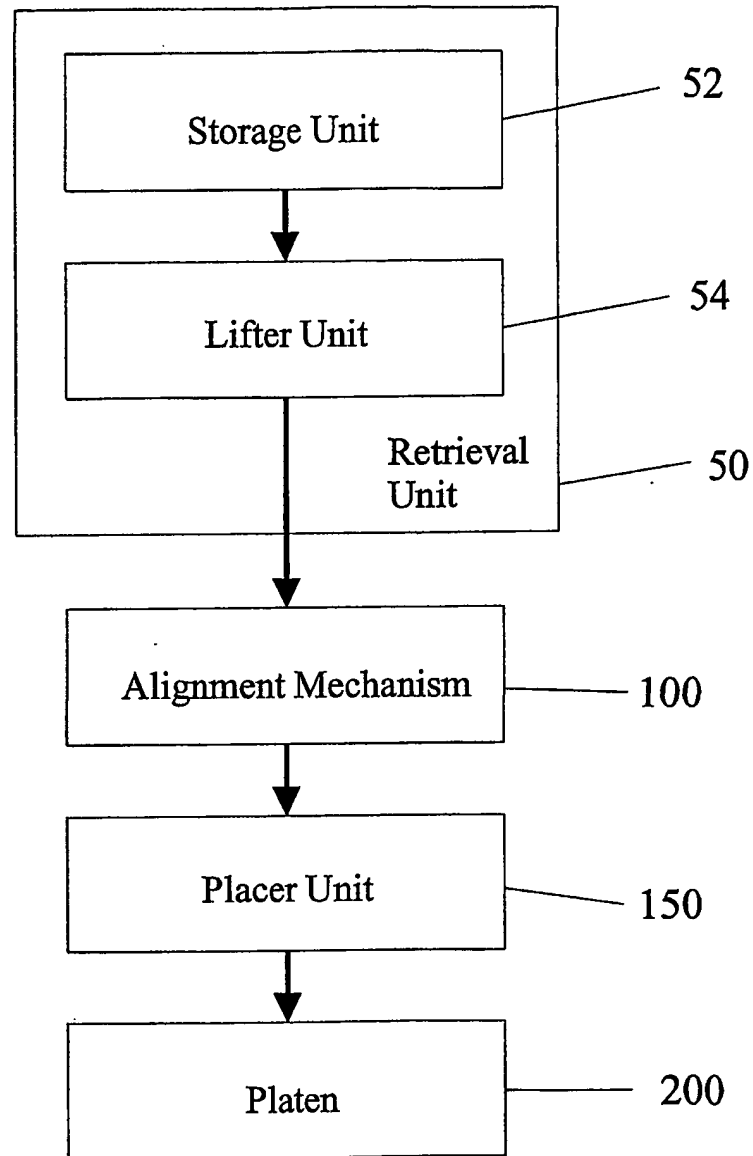 Storage Unit
52
Lifter Unit
54
Retrieval
Unit
50
Alignment Mechanism
100
Placer Unit
150
Platen
200